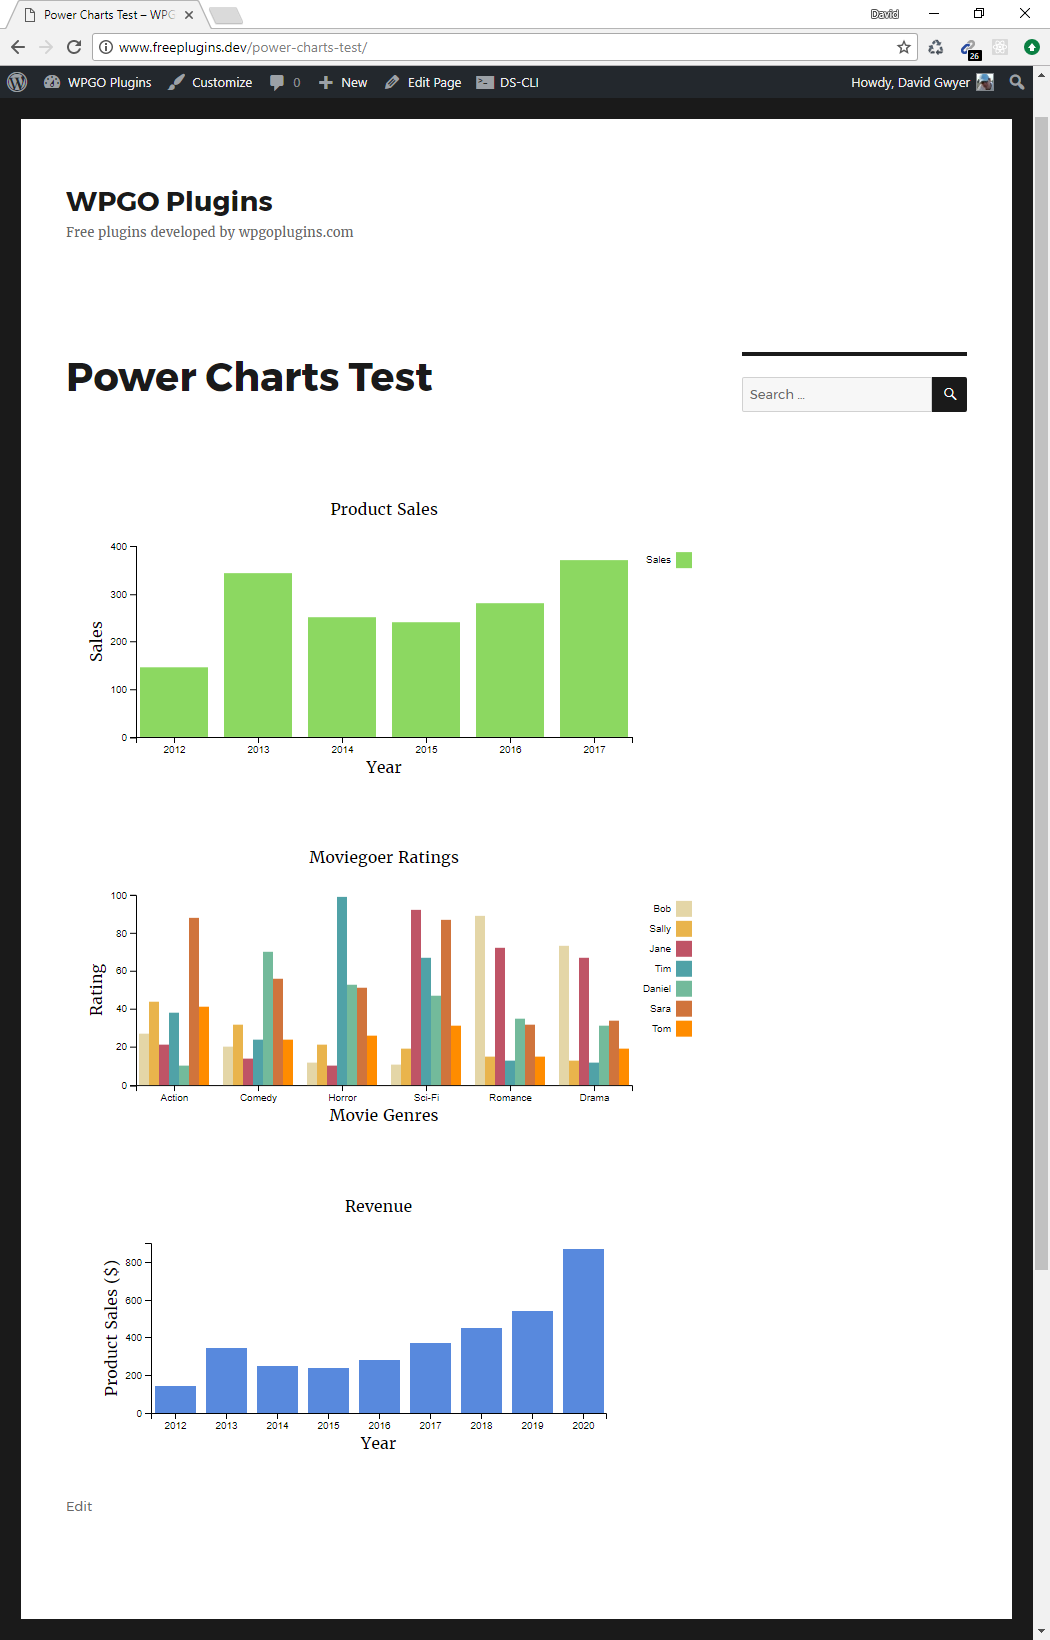 Power Charts Test – WPG
David
www.freeplugins.dev/power-charts-test/
26
WPGO Plugins
Customize
0
New
Edit Page
DS-CLI
Howdy, David Gwyer
WPGO Plugins
Free plugins developed by wpgoplugins.com
Power Charts Test
Search ...
Product Sales
400
300
200
100
0
Sales
2012 2013 2014 2015 2016 2017
Year
Sales
Moviegoer Ratings
100
80
60
40
20
0
Rating
Action Comedy Horror Sci-Fi Romance Drama
Movie Genres
Bob
Sally
Jane
Tim
Daniel
Sara
Tom
Revenue
800
600
400
200
0
Product Sales ($)
2012 2013 2014 2015 2016 2017 2018 2019 2020
Year
Edit